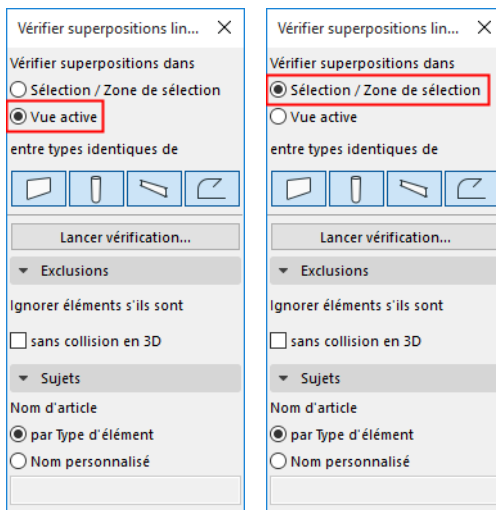 Vérifier superpositions lin...
Vérifier superpositions dans
Sélection / Zone de sélection
Vue active
entre types identiques de
Lancer vérification...
Exclusions
Ignorer éléments s'ils sont
sans collision en 3D
Sujets
Nom d'article
par Type d'élément
Nom personnalisé
Vérifier superpositions lin...
Vérifier superpositions dans
Sélection / Zone de sélection
Vue active
entre types identiques de
Lancer vérification...
Exclusions
Ignorer éléments s'ils sont
sans collision en 3D
Sujets
Nom d'article
par Type d'élément
Nom personnalisé